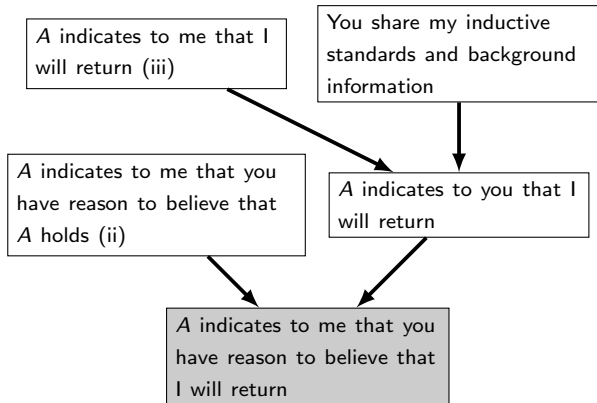 A indicates to me that I
will return (iii)
You share my inductive
standards and background
information
A indicates to me that you
have reason to believe that
A holds (ii)
A indicates to you that I
will return
A indicates to me that you
have reason to believe that
I will return